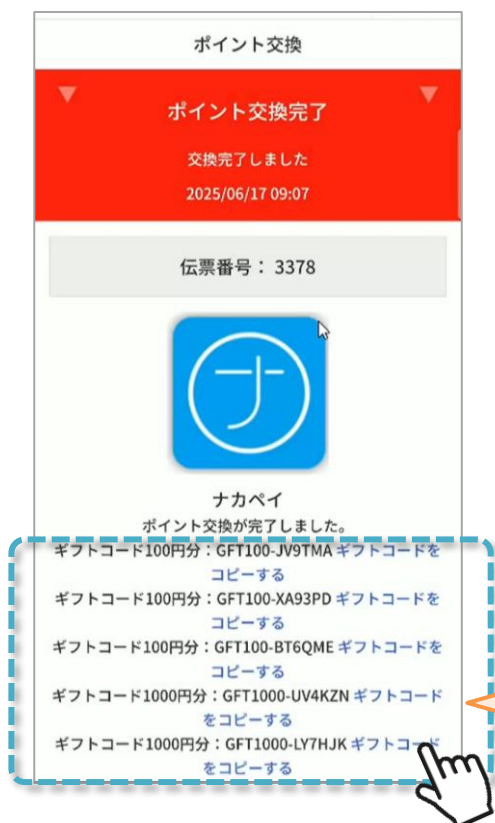 ポイント交換
ポイント交換完了
交換完了しました
2025/06/17 09:07
伝票番号： 3378
ナ
ナカペイ
ポイント交換が完了しました。
ギフトコード100円分：GFT100-JV9TMA ギフトコードを
コピーする
ギフトコード100円分：GFT100-XA93PD ギフトコードを
コピーする
ギフトコード100円分：GFT100-BT6QME ギフトコードを
コピーする
ギフトコード1000円分：GFT1000-UV4KZN ギフトコード
をコピーする
ギフトコード1000円分：GFT1000-LY7HJK ギフトコード
をコピーする